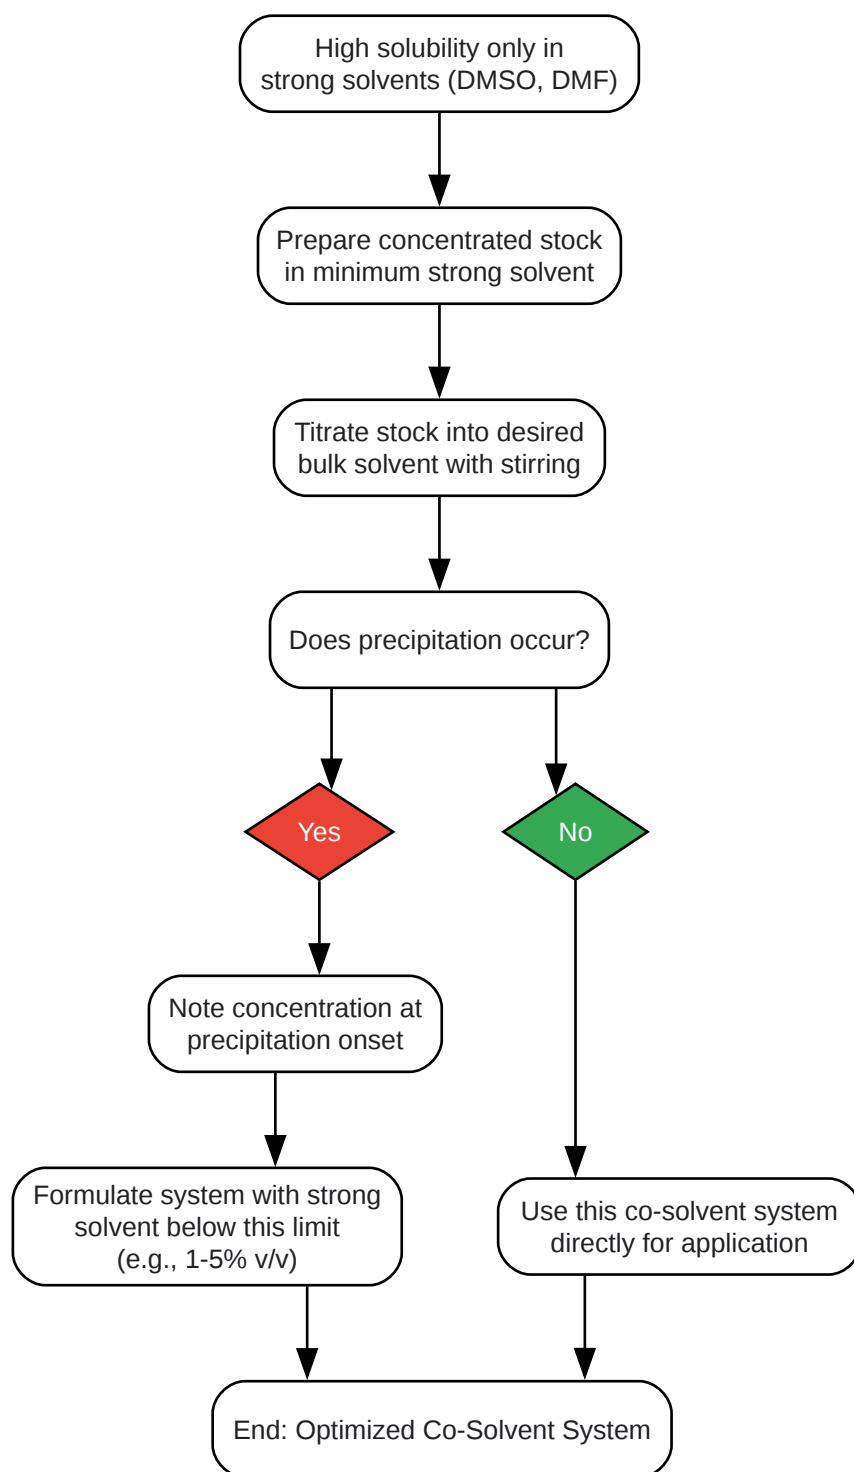 High solubility only in
strong solvents (DMSO, DMF)
Prepare concentrated stock
in minimum strong solvent
Titrate stock into desired
bulk solvent with stirring
Does precipitation occur?
Yes
No
Note concentration at
precipitation onset
Formulate system with strong
solvent below this limit
(e.g., 1-5% v/v)
Use this co-solvent system
directly for application
End: Optimized Co-Solvent System